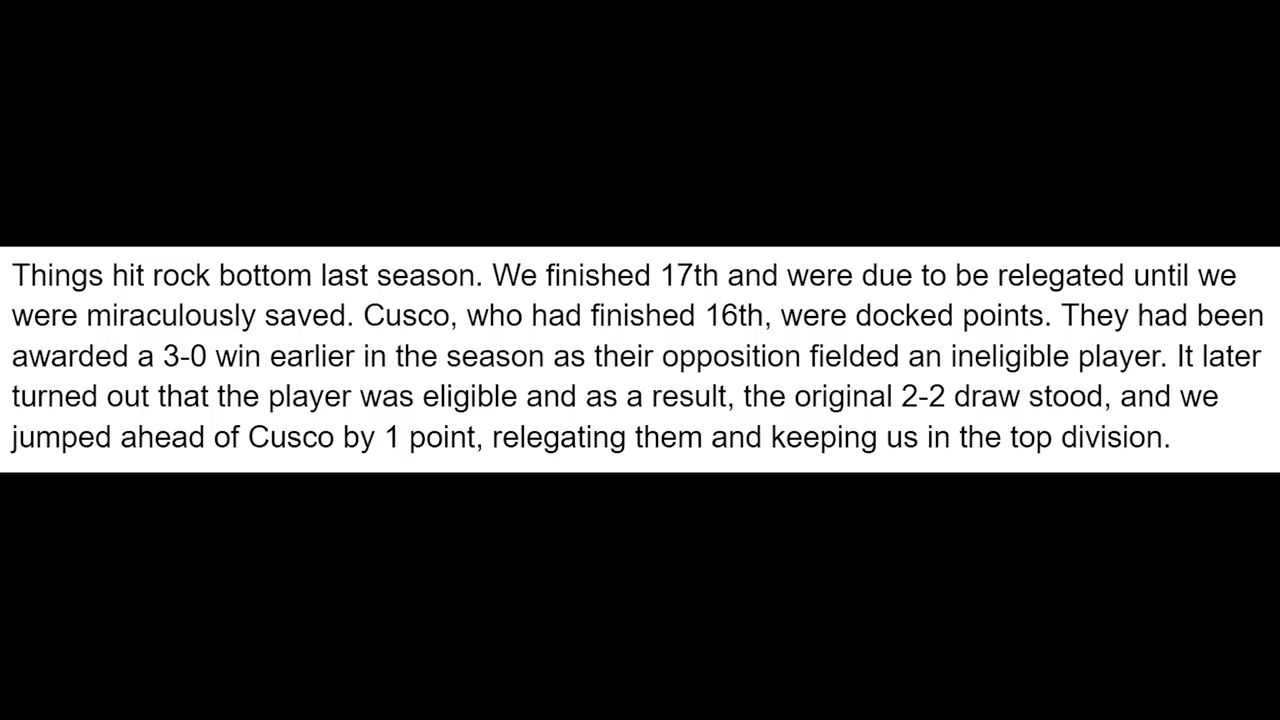 Things hit rock bottom last season. We finished 17th and were due to be relegated until we
were miraculously saved. Cusco, who had finished 16th, were docked points. They had been
awarded a 3-0 win earlier in the season as their opposition fielded an ineligible player. It later
turned out that the player was eligible and as a result, the original 2-2 draw stood, and we
jumped ahead of Cusco by 1 point, relegating them and keeping us in the top division.